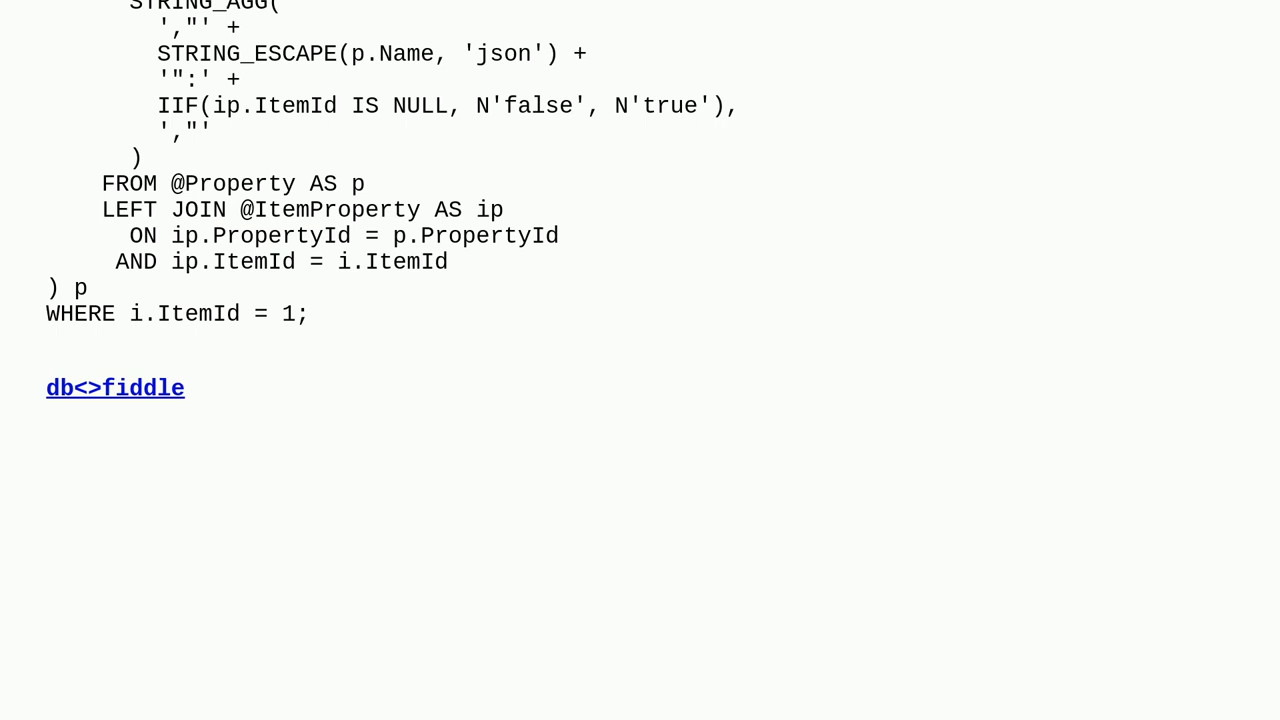 STRING_AGG(
',"' +
STRING_ESCAPE(p.Name, 'json') +
'":' +
IIF(ip.ItemId IS NULL, N'false', N'true'),
',"'
)
FROM @Property AS p
LEFT JOIN @ItemProperty AS ip
ON ip.PropertyId = p.PropertyId
AND ip.ItemId = i.ItemId
) p
WHERE i.ItemId = 1;
db<>fiddle